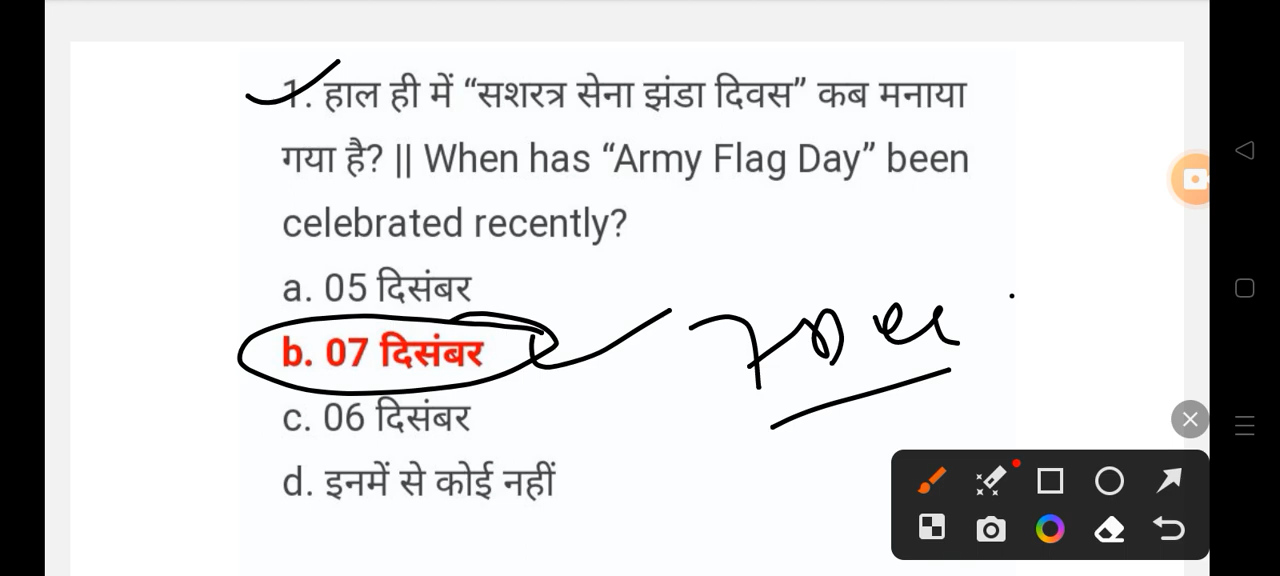 1. हाल ही में “सशरत्र सेना झंडा दिवस” कब मनाया
गया है? || When has “Army Flag Day” been
celebrated recently?
a. 05 दिसंबर
b. 07 दिसंबर
c. 06 दिसंबर
d. इनमें से कोई नहीं